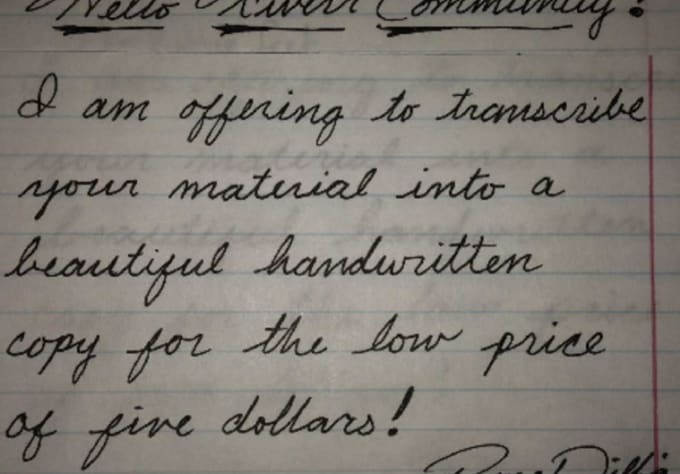 Hello Fiverr Community!
I am offering to transcribe
your material into a
beautiful handwritten
copy for the low price
of five dollars!